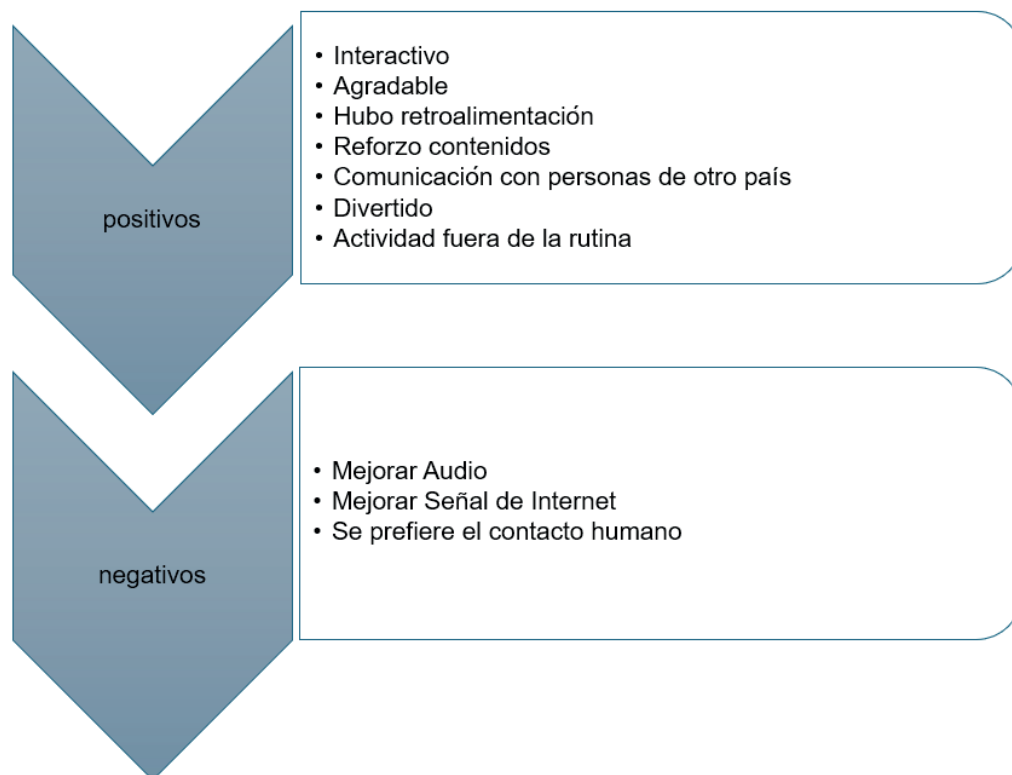 positivos
• Interactivo
• Agradable
• Hubo retroalimentación
• Reforzo contenidos
• Comunicación con personas de otro país
• Divertido
• Actividad fuera de la rutina
negativos
• Mejorar Audio
• Mejorar Señal de Internet
• Se prefiere el contacto humano